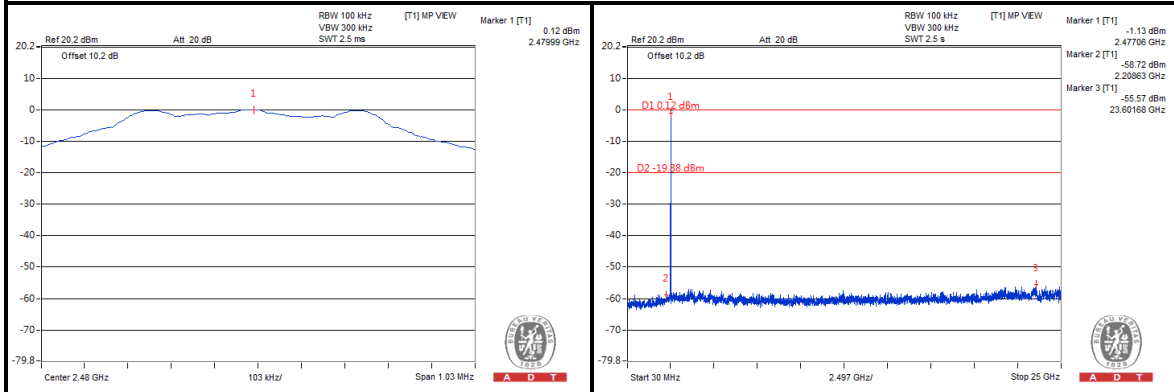 RBW 100 kHz [T1] MP VIEW
VBW 300 kHz
Ref 20.2 dBm Att 20 dB SWT 2.5 ms
Marker 1 [T1]
0.12 dBm
2.47999 GHz
20.2
Offset 10.2 dB
10
0
-10
-20
-30
-40
-50
-60
-70
-79.8
1
Center 2.48 GHz 103 kHz/ Span 1.03 MHz
BUREAU VERITAS
1828
A D T
RBW 100 kHz [T1] MP VIEW
VBW 300 kHz
Ref 20.2 dBm Att 20 dB SWT 2.5 s
Marker 1 [T1]
-1.13 dBm
2.47706 GHz
Marker 2 [T1]
-58.72 dBm
2.20863 GHz
Marker 3 [T1]
-55.57 dBm
23.60168 GHz
20.2
Offset 10.2 dB
10
0
-10
-20
-30
-40
-50
-60
-70
-79.8
1
D1 0.12 dBm
D2 -19.88 dBm
2
3
Start 30 MHz 2.497 GHz/ Stop 25 GHz
BUREAU VERITAS
1828
A D T